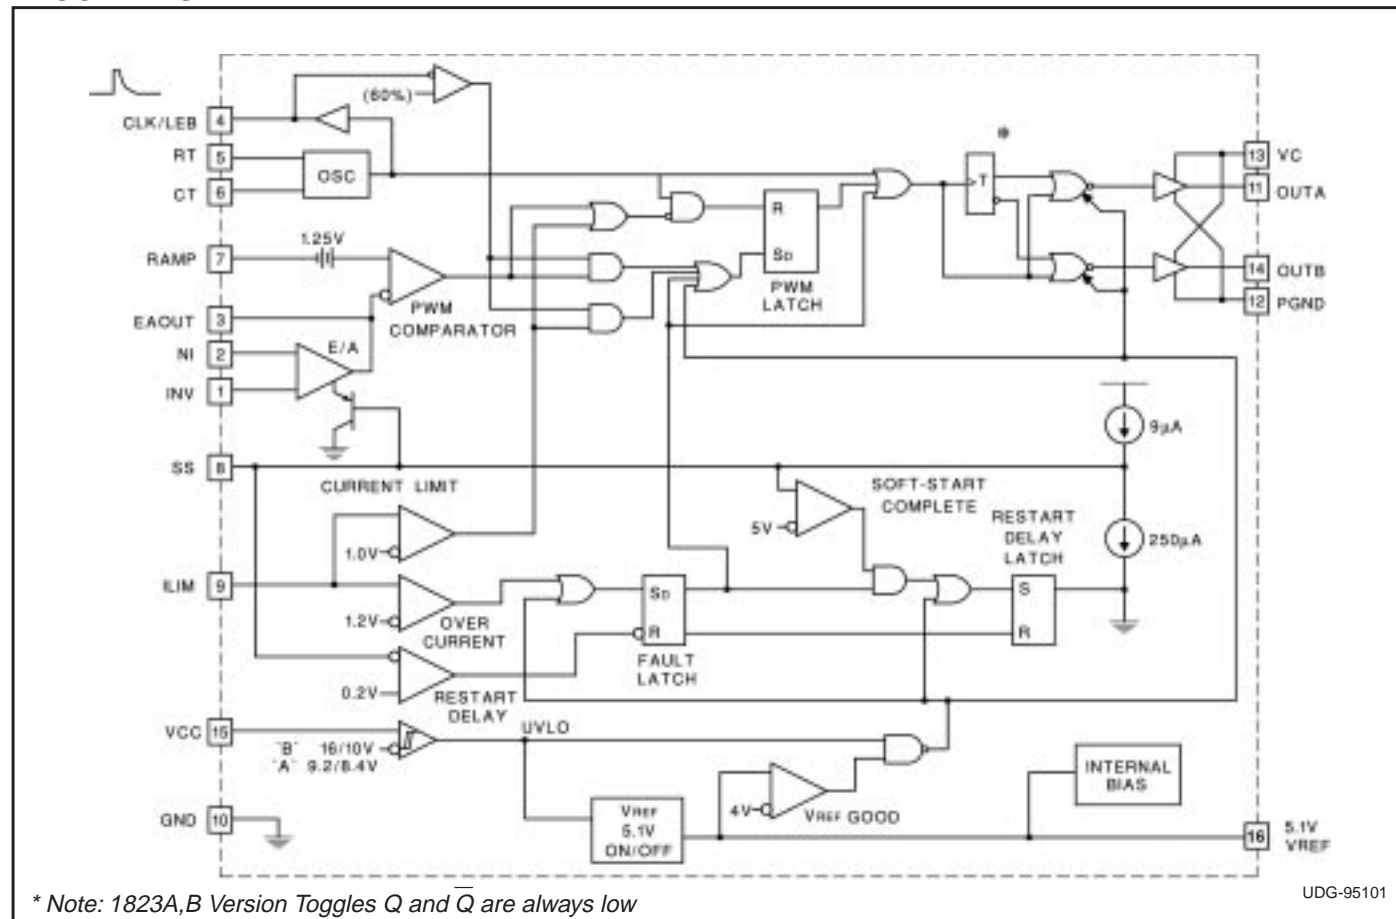 (60%)
CLK/LEB 4
RT 5
CT 6
OSC
*
T
13 VC
11 OUTA
R
SD
PWM
LATCH
1.25V
RAMP 7
PWM
COMPARATOR
14 OUTB
12 PGND
EAOUT 3
NI 2
E/A
INV 1
9µA
SS 8
CURRENT LIMIT
SOFT-START
COMPLETE
5V
RESTART
DELAY
LATCH
250µA
1.0V
ILIM 9
1.2V
OVER
CURRENT
SD
R
FAULT
LATCH
S
R
0.2V
RESTART
DELAY
VCC 15
"B" 16/10V
"A" 9.2/8.4V
UVLO
INTERNAL
BIAS
4V
VREF GOOD
GND 10
VREF
5.1V
ON/OFF
16 5.1V
VREF
* Note: 1823A,B Version Toggles Q and Q̅ are always low
UDG-95101